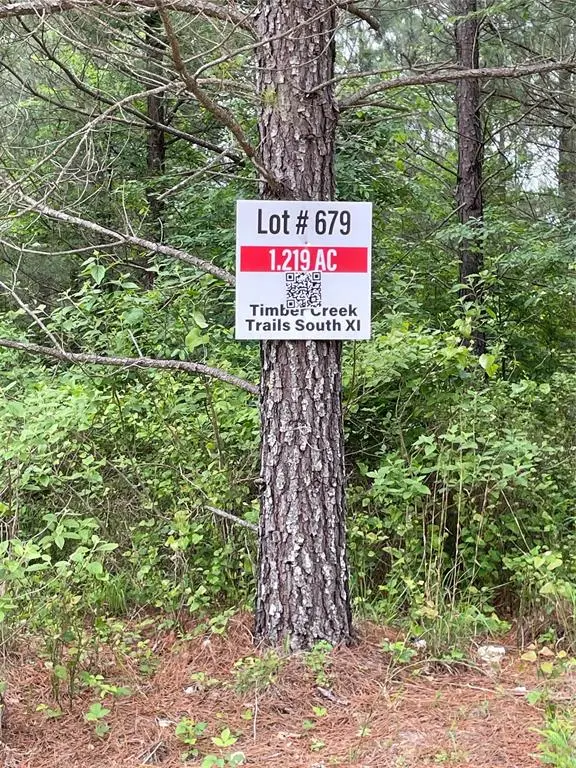 Lot # 679
1.219 AC
Timber Creek
Trails South XI